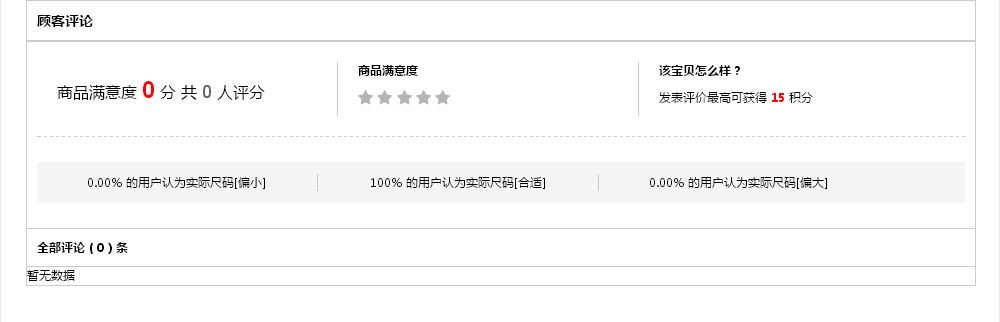 顾客评论
商品满意度 0 分 共 0 人评分
商品满意度
该宝贝怎么样？
发表评价最高可获得 15 积分
0.00% 的用户认为实际尺码[偏小]
100% 的用户认为实际尺码[合适]
0.00% 的用户认为实际尺码[偏大]
全部评论 ( 0 ) 条
暂无数据